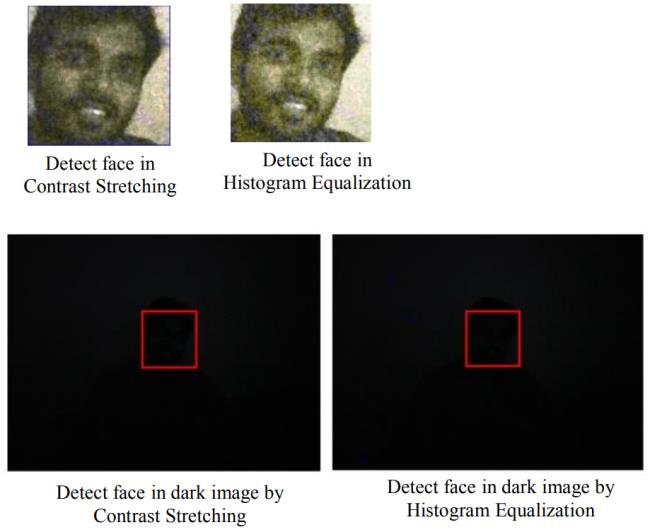 Detect face in
Contrast Stretching
Detect face in
Histogram Equalization
Detect face in dark image by
Contrast Stretching
Detect face in dark image by
Histogram Equalization